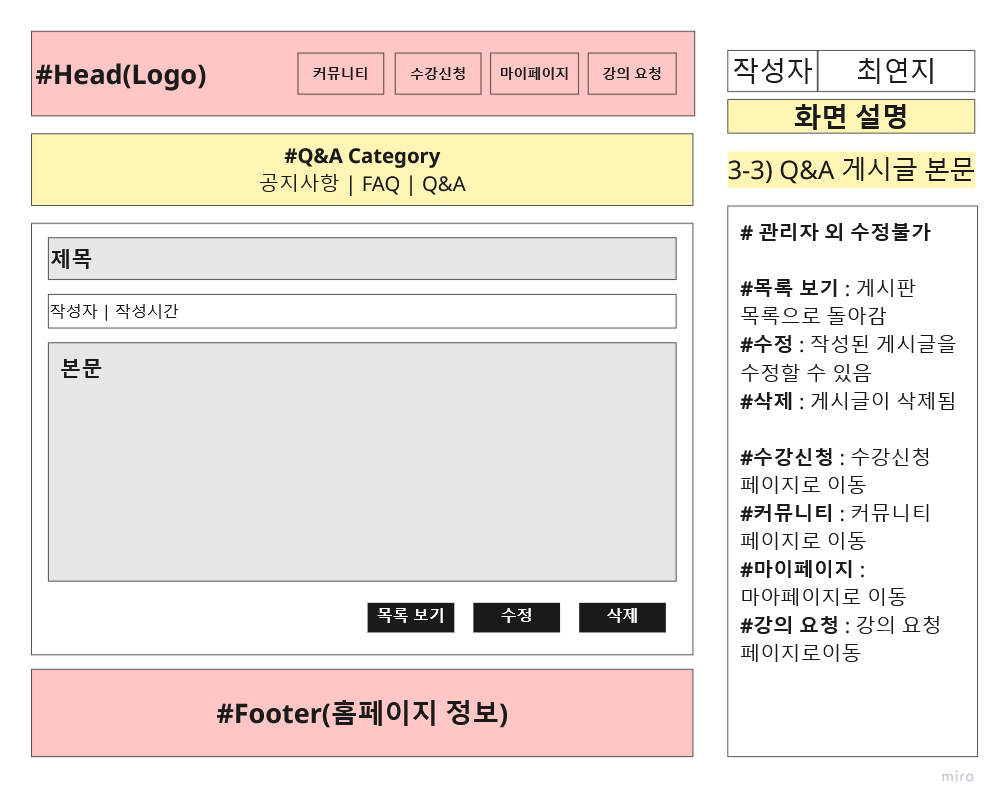 #Head(Logo)
커뮤니티
수강신청
마이페이지
강의 요청
#Q&A Category
공지사항 | FAQ | Q&A
제목
작성자 | 작성시간
본문
목록 보기
수정
삭제
#Footer(홈페이지 정보)
작성자
최연지
화면 설명
3-3) Q&A 게시글 본문
# 관리자 외 수정불가
#목록 보기 : 게시판
목록으로 돌아감
#수정 : 작성된 게시글을
수정할 수 있음
#삭제 : 게시글이 삭제됨
#수강신청 : 수강신청
페이지로 이동
#커뮤니티 : 커뮤니티
페이지로 이동
#마이페이지 :
마아페이지로 이동
#강의 요청 : 강의 요청
페이지로이동
miro